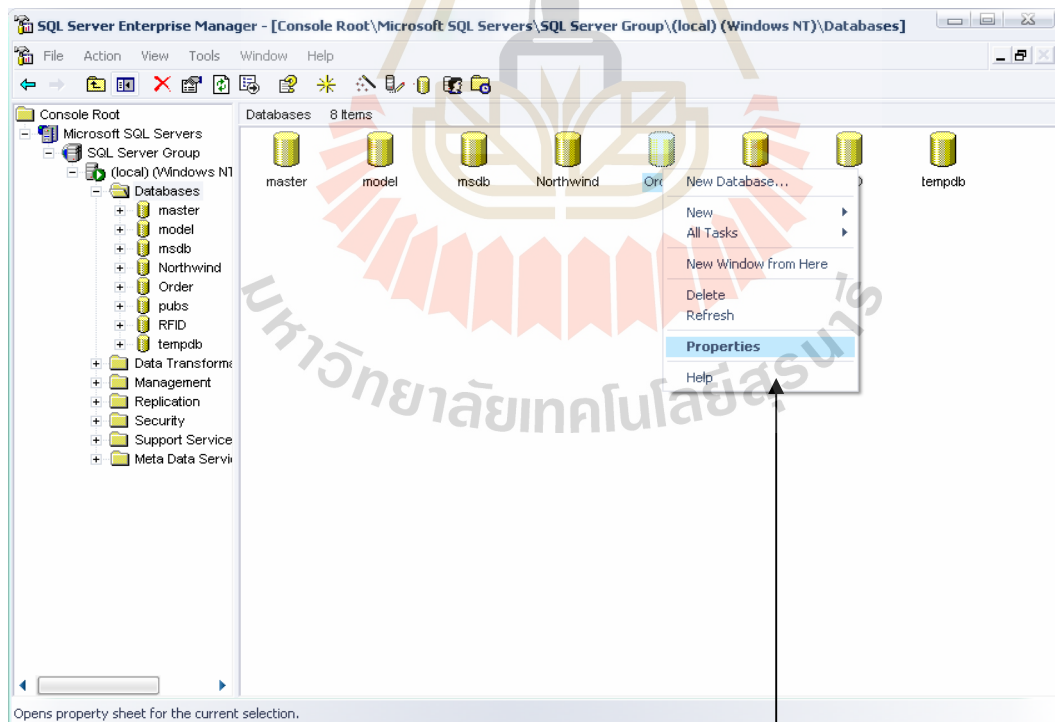 SQL Server Enterprise Manager - [Console Root\Microsoft SQL Servers\SQL Server Group\(local) (Windows NT)\Databases]
File Action View Tools Window Help
Console Root
Microsoft SQL Servers
SQL Server Group
(local) (Windows NT
Databases
master
model
msdb
Northwind
Order
pubs
RFID
tempdb
Data Transforma
Management
Replication
Security
Support Service
Meta Data Servi
Databases 8 Items
master model msdb Northwind Ord tempdb
New Database...
New
All Tasks
New Window from Here
Delete
Refresh
Properties
Help
มหาวิทยาลัยเทคโนโลยีสุรนารี
Opens property sheet for the current selection.